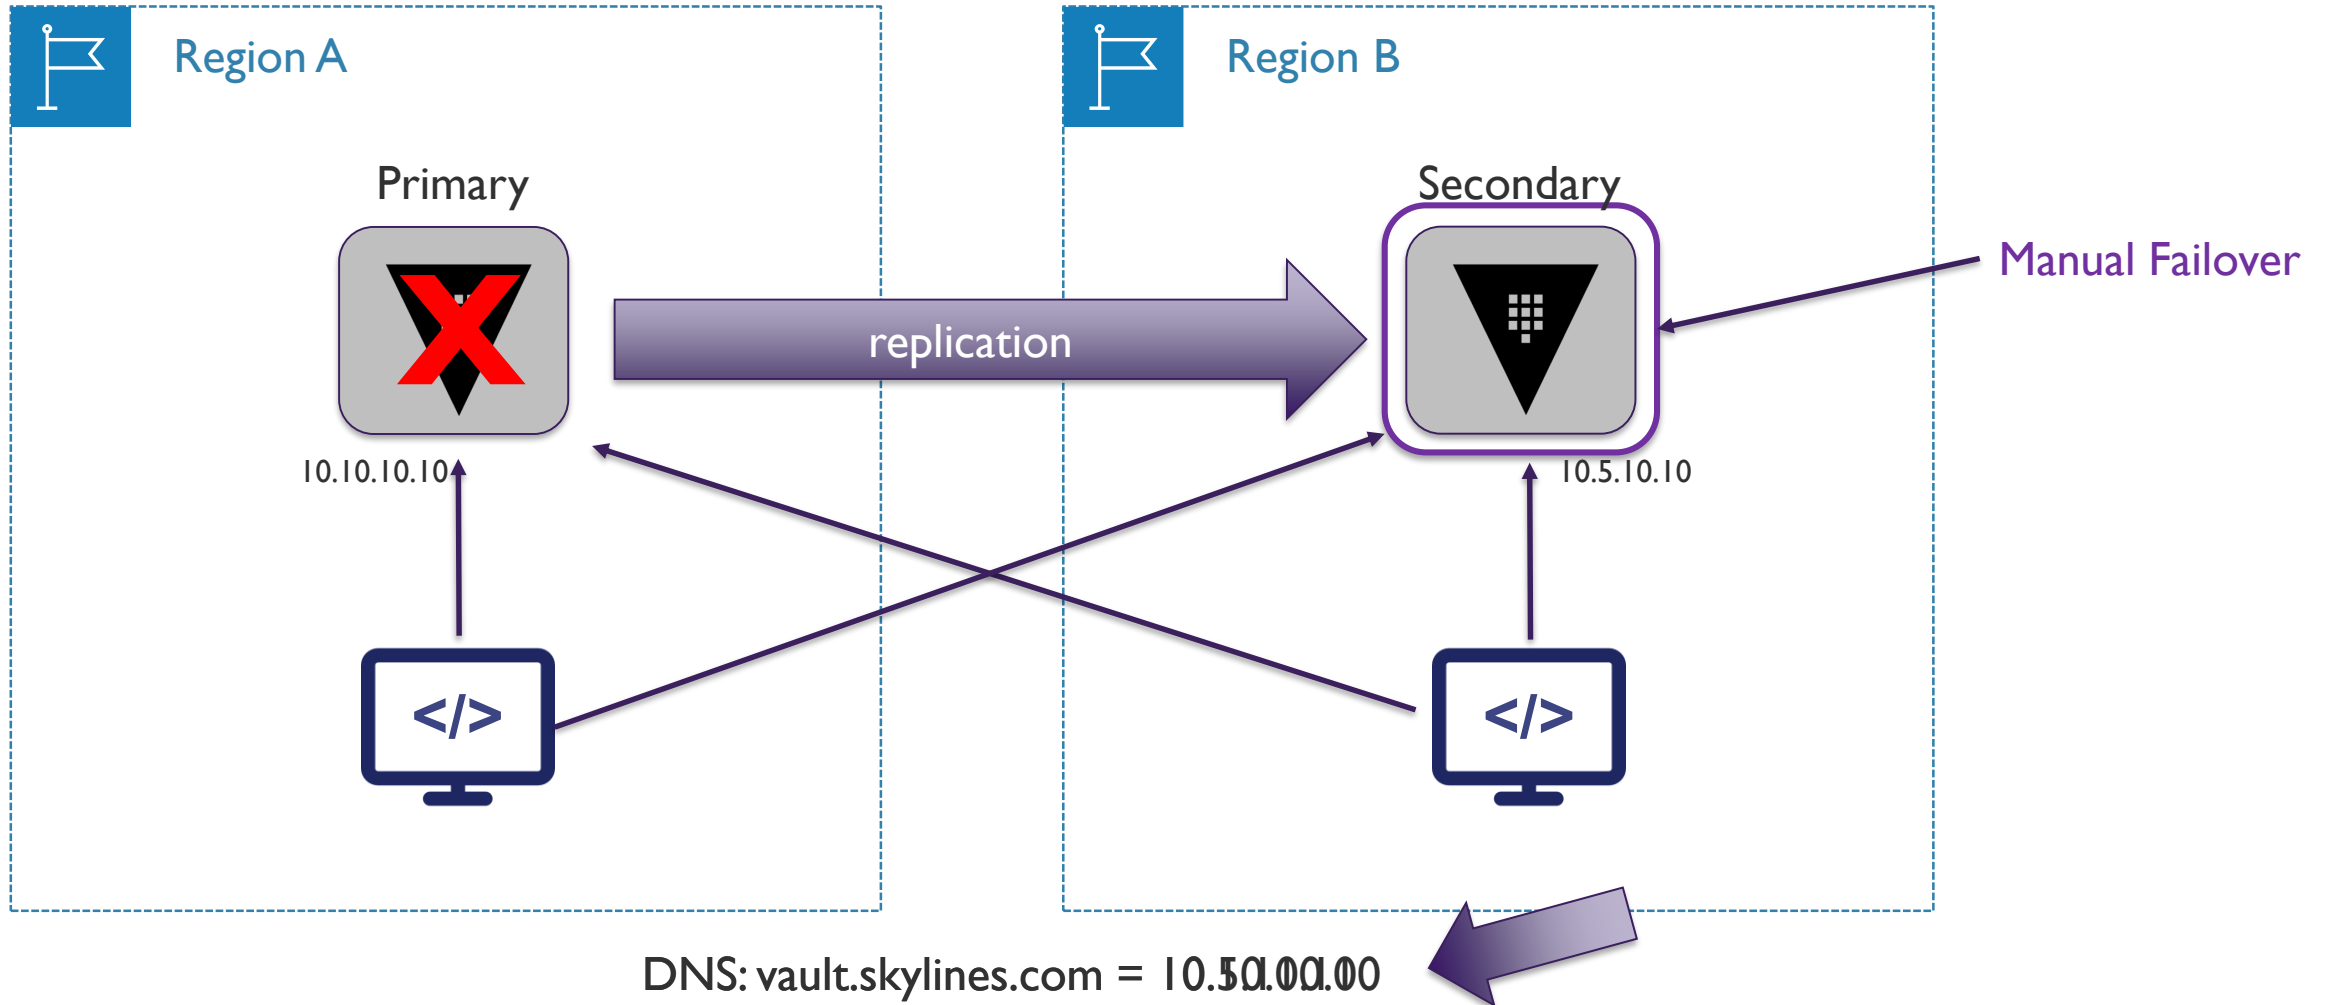 Region A
Region B
Primary
Secondary
X
Manual Failover
replication
10.10.10.10
10.5.10.10
</>
</>
DNS: vault.skylines.com =